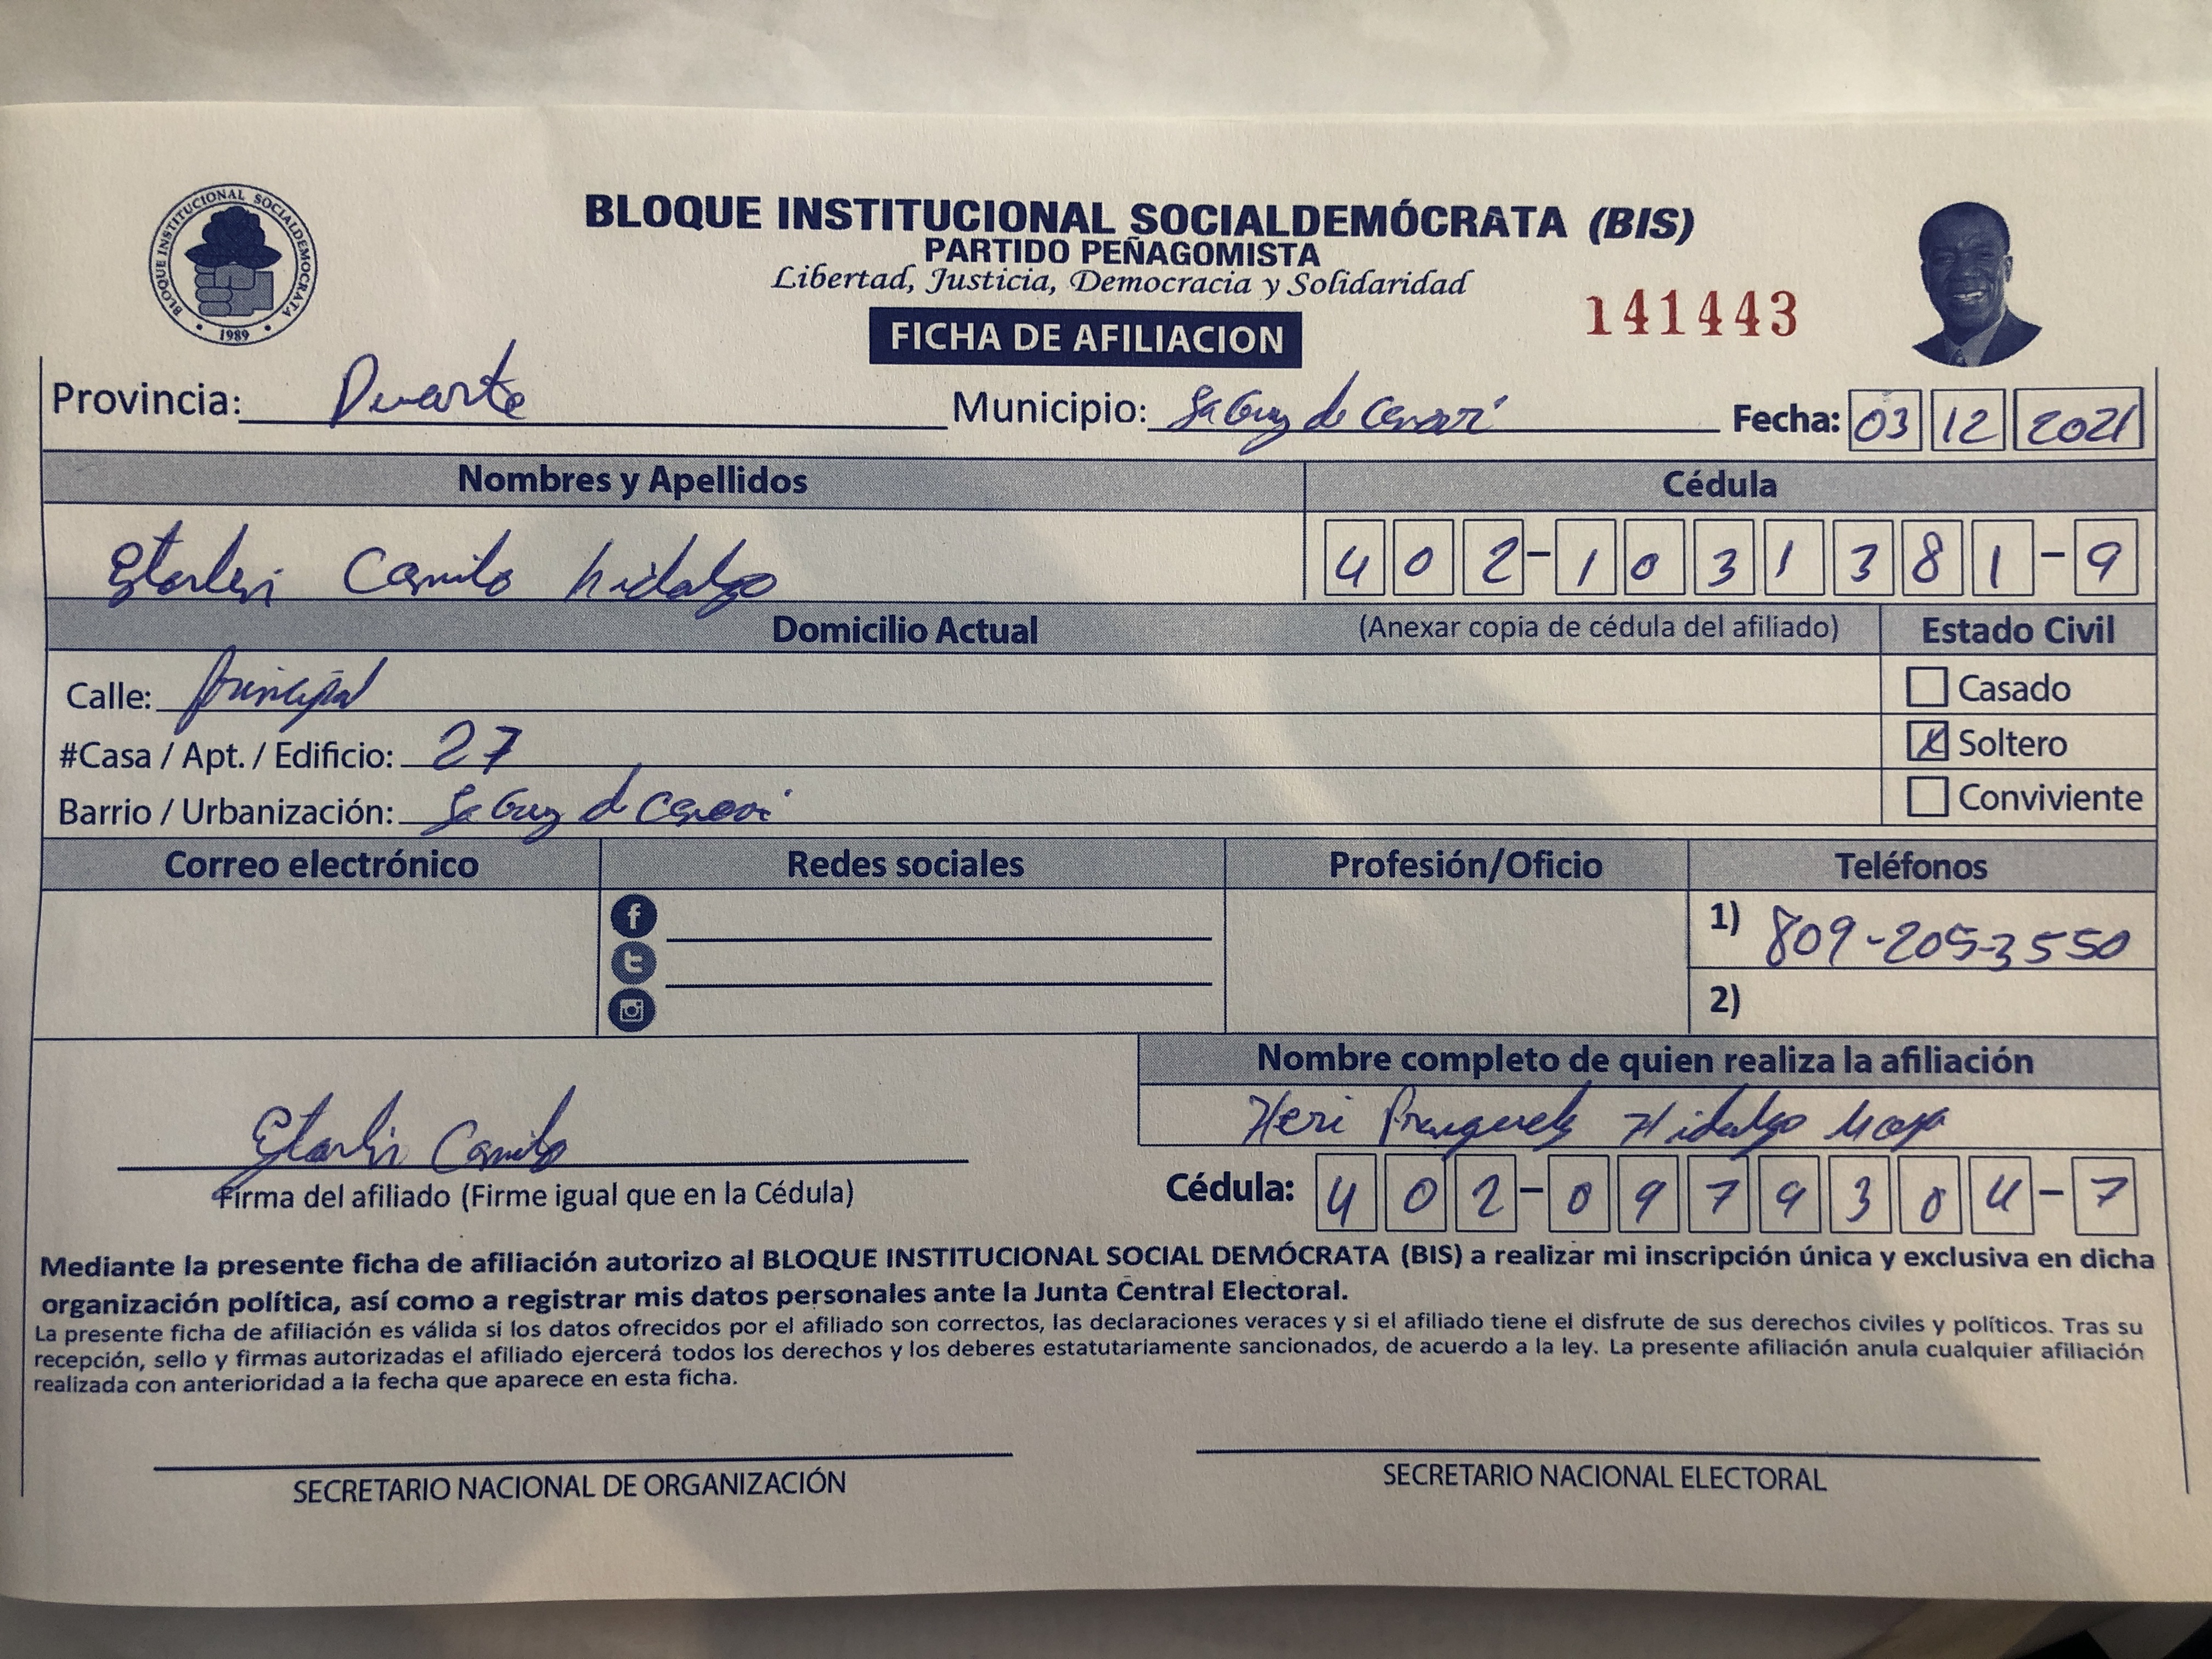 BLOQUE INSTITUCIONAL SOCIALDEMOCRATA
1989
BLOQUE INSTITUCIONAL SOCIALDEMÓCRATA (BIS)
PARTIDO PEÑAGOMISTA
Libertad, Justicia, Democracia y Solidaridad
141443
FICHA DE AFILIACION
Provincia: Duarte Municipio: de Fecha: 03 12 2021
Nombres y Apellidos Cédula
Starlin Camilo hidalgo 402-1031381-9
Domicilio Actual (Anexar copia de cédula del afiliado) Estado Civil
Calle: principal
Casado
#Casa / Apt. / Edificio: 27
X Soltero
Barrio / Urbanización: de
Conviviente
Correo electrónico Redes sociales Profesión/Oficio Teléfonos
1) 809-205-3550
2)
Nombre completo de quien realiza la afiliación
Heri Hidalgo
Starlin Camilo
Firma del afiliado (Firme igual que en la Cédula)
Cédula: 402-0979304-7
Mediante la presente ficha de afiliación autorizo al BLOQUE INSTITUCIONAL SOCIAL DEMÓCRATA (BIS) a realizar mi inscripción única y exclusiva en dicha
organización política, así como a registrar mis datos personales ante la Junta Central Electoral.
La presente ficha de afiliación es válida si los datos ofrecidos por el afiliado son correctos, las declaraciones veraces y si el afiliado tiene el disfrute de sus derechos civiles y políticos. Tras su
recepción, sello y firmas autorizadas el afiliado ejercerá todos los derechos y los deberes estatutariamente sancionados, de acuerdo a la ley. La presente afiliación anula cualquier afiliación
realizada con anterioridad a la fecha que aparece en esta ficha.
SECRETARIO NACIONAL DE ORGANIZACIÓN SECRETARIO NACIONAL ELECTORAL